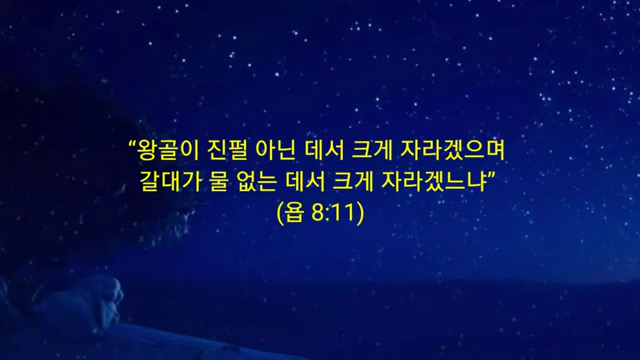 “왕골이 진펄 아닌 데서 크게 자라겠으며
갈대가 물 없는 데서 크게 자라겠느냐”
(욥 8:11)